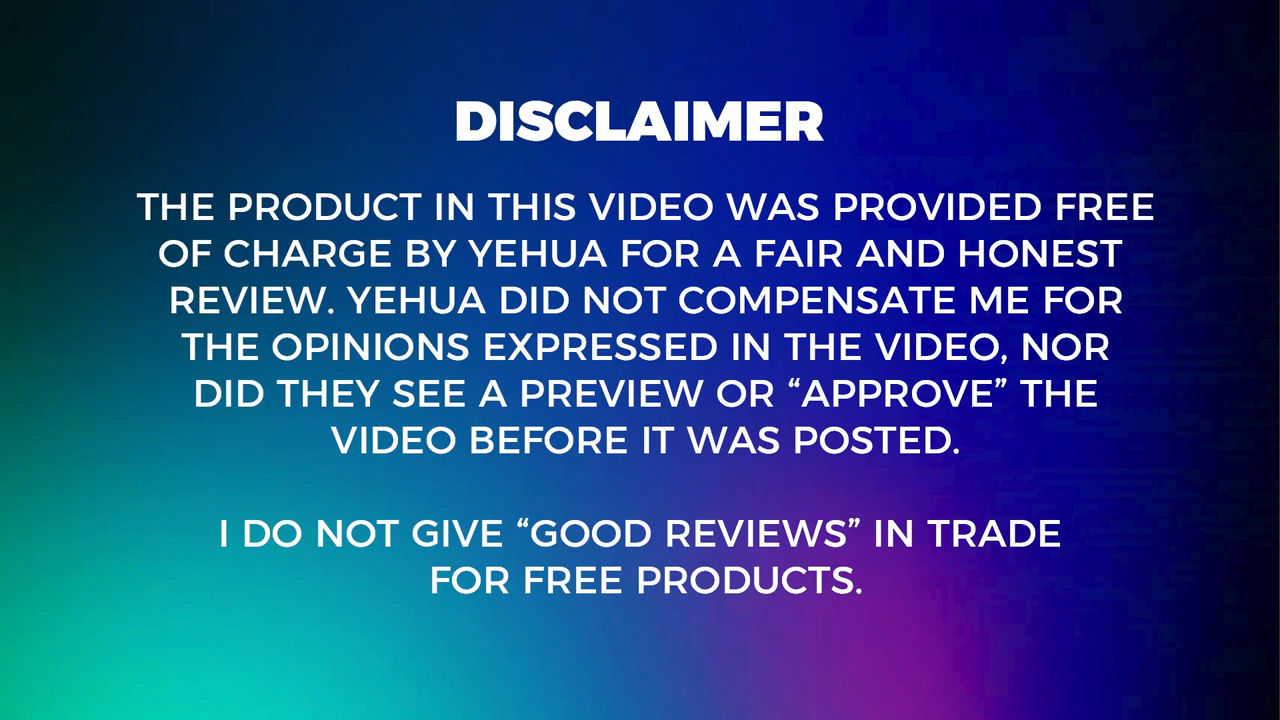 DISCLAIMER
THE PRODUCT IN THIS VIDEO WAS PROVIDED FREE
OF CHARGE BY YEHUA FOR A FAIR AND HONEST
REVIEW. YEHUA DID NOT COMPENSATE ME FOR
THE OPINIONS EXPRESSED IN THE VIDEO, NOR
DID THEY SEE A PREVIEW OR “APPROVE” THE
VIDEO BEFORE IT WAS POSTED.
I DO NOT GIVE “GOOD REVIEWS” IN TRADE
FOR FREE PRODUCTS.